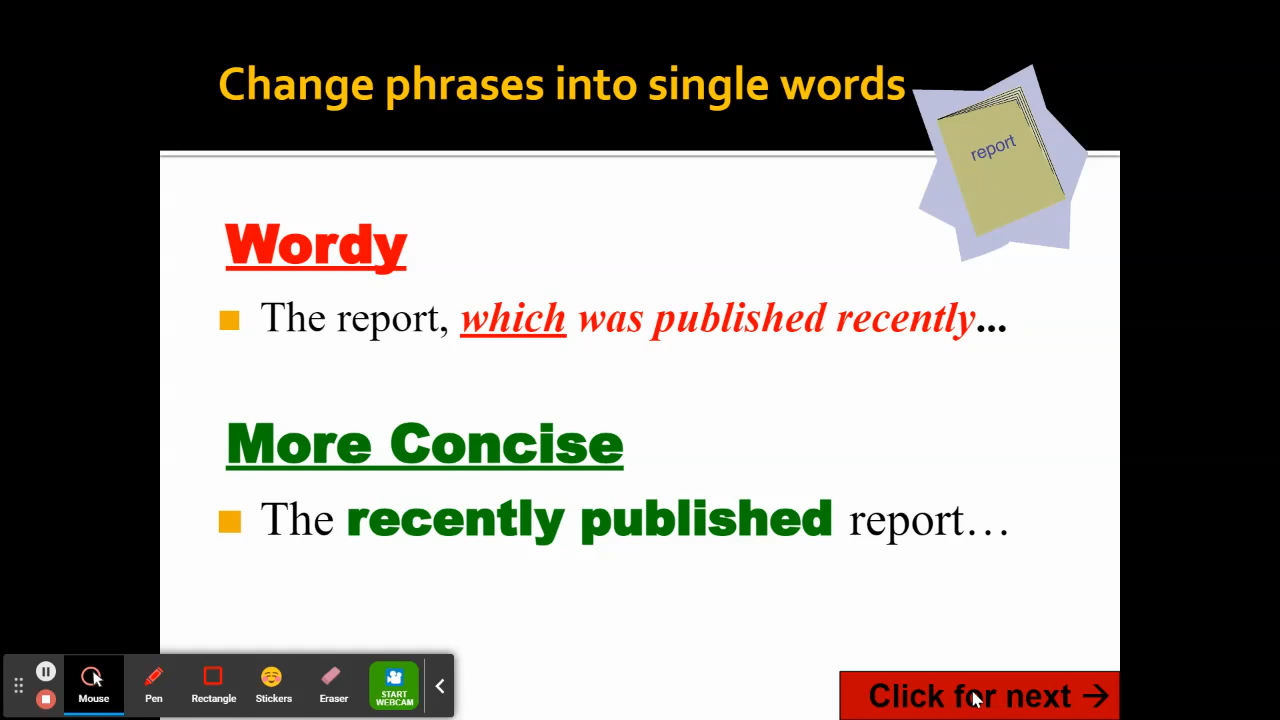 Change phrases into single words
report
Wordy
The report, which was published recently...
More Concise
The recently published report…
Mouse
Pen
Rectangle
Stickers
Eraser
START
WEBCAM
Click for next →